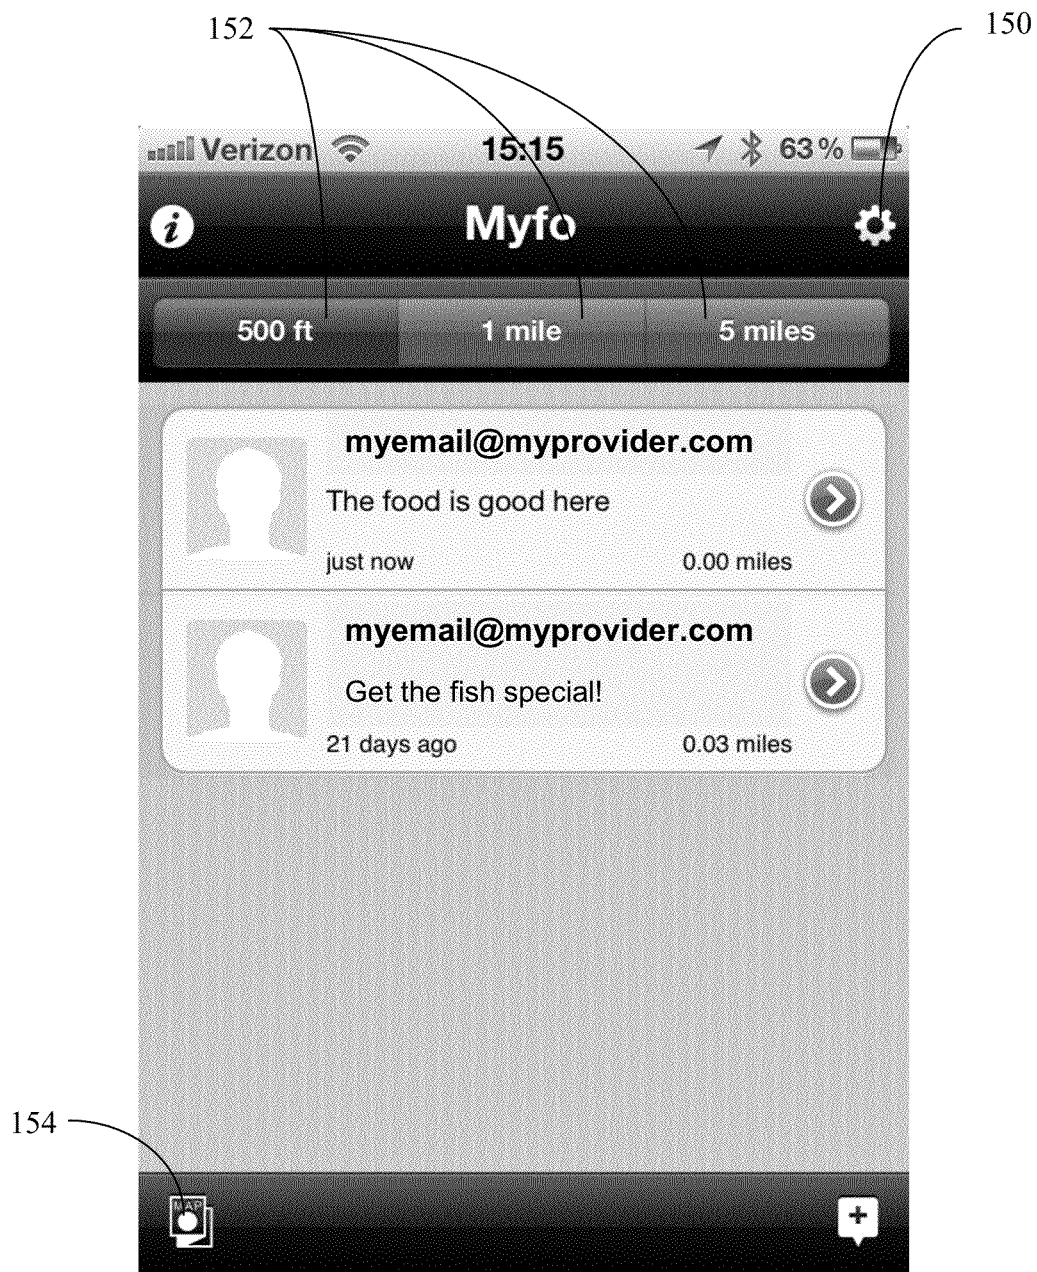 152
150
Verizon 15:15 63%
i Myfo
500 ft 1 mile 5 miles
myemail@myprovider.com
The food is good here
just now 0.00 miles
myemail@myprovider.com
Get the fish special!
21 days ago 0.03 miles
154
MAP
+